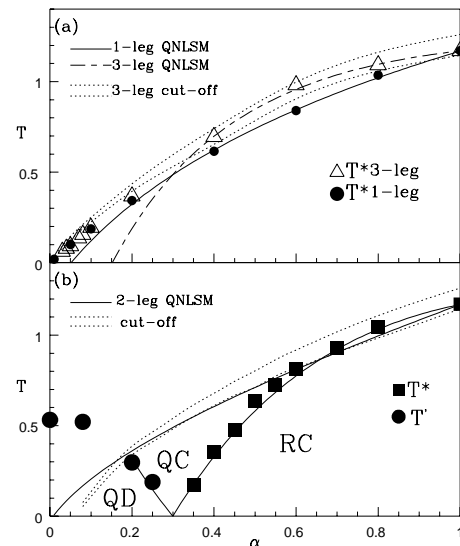 (a)
1-leg QNLSM
3-leg QNLSM
3-leg cut-off
1
T
0.5
T*3-leg
T*1-leg
0
(b)
2-leg QNLSM
cut-off
1
T
T*
T'
0.5
QC
RC
QD
0
0 0.2 0.4 0.6 0.8 1
α